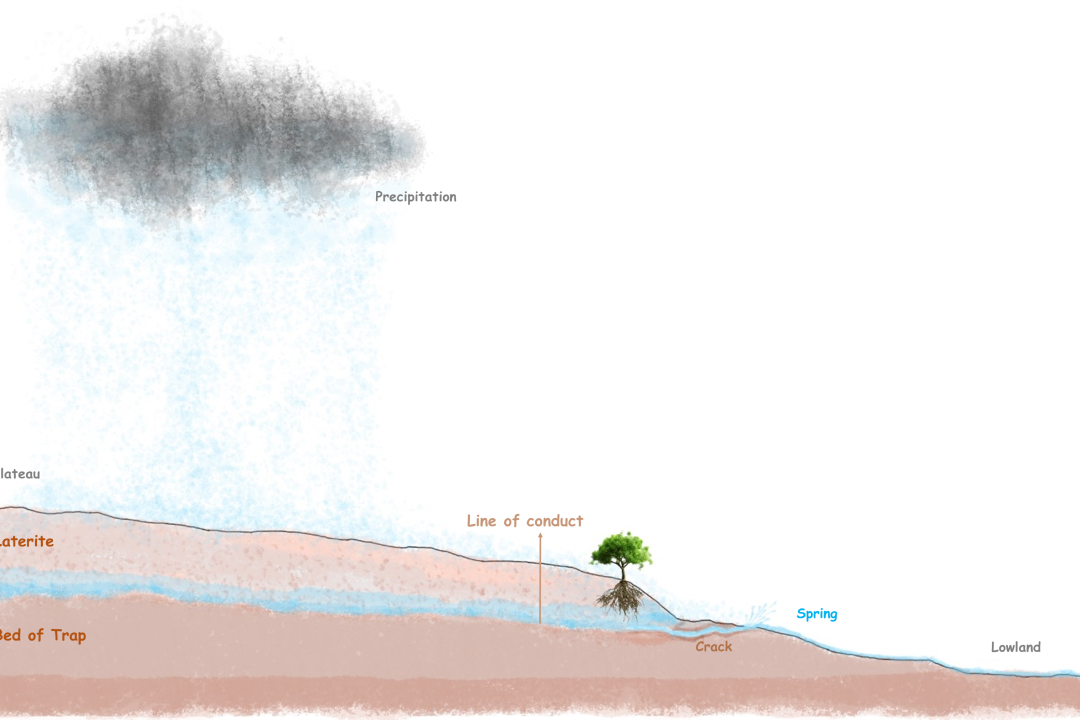 Precipitation
lateau
Line of conduct
Laterite
Spring
Bed of Trap
Crack
Lowland